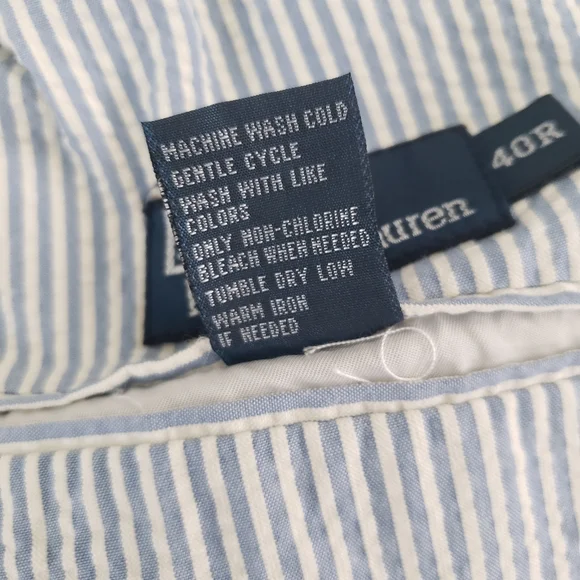 MACHINE WASH COLD
GENTLE CYCLE
WASH WITH LIKE
COLORS
ONLY NON-CHLORINE
BLEACH WHEN NEEDED
TUMBLE DRY LOW
WARM IRON
IF NEEDED
uren
40R